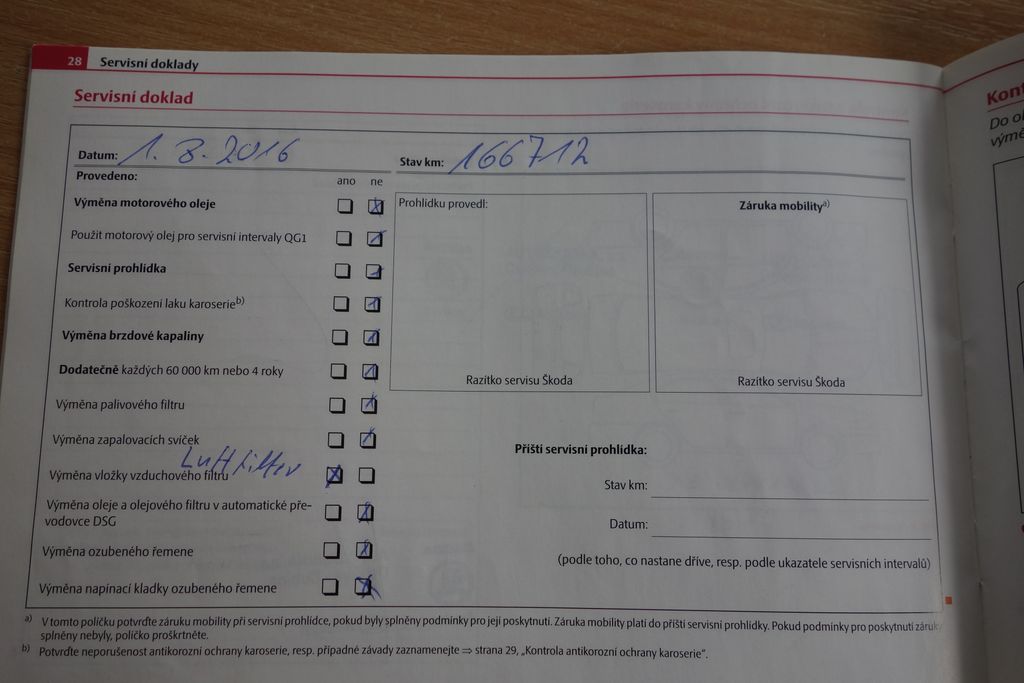 28 Servisní doklady
Servisní doklad
Datum: 1. 8. 2016 Stav km: 166712
Provedeno: ano ne
Výměna motorového oleje
Použit motorový olej pro servisní intervaly QG1
Servisní prohlídka
Kontrola poškození laku karoserie b)
Výměna brzdové kapaliny
Dodatečně každých 60 000 km nebo 4 roky
Výměna palivového filtru
Výměna zapalovacích svíček
Luftfilter
Výměna vložky vzduchového filtru
Výměna oleje a olejového filtru v automatické pře-
vodovce DSG
Výměna ozubeného řemene
Výměna napínací kladky ozubeného řemene
Prohlídku provedl:
Razítko servisu Škoda
Záruka mobility a)
Razítko servisu Škoda
Příští servisní prohlídka:
Stav km:
Datum:
(podle toho, co nastane dříve, resp. podle ukazatele servisních intervalů)
a) V tomto políčku potvrďte záruku mobility při servisní prohlídce, pokud byly splněny podmínky pro její poskytnutí. Záruka mobility platí do příští servisní prohlídky. Pokud podmínky pro poskytnutí záruk
splněny nebyly, políčko proškrtněte.
b) Potvrďte neporušenost antikorozní ochrany karoserie, resp. případné závady zaznamenejte ⇒ strana 29, „Kontrola antikorozní ochrany karoserie".
Kont
Do ol
výmě